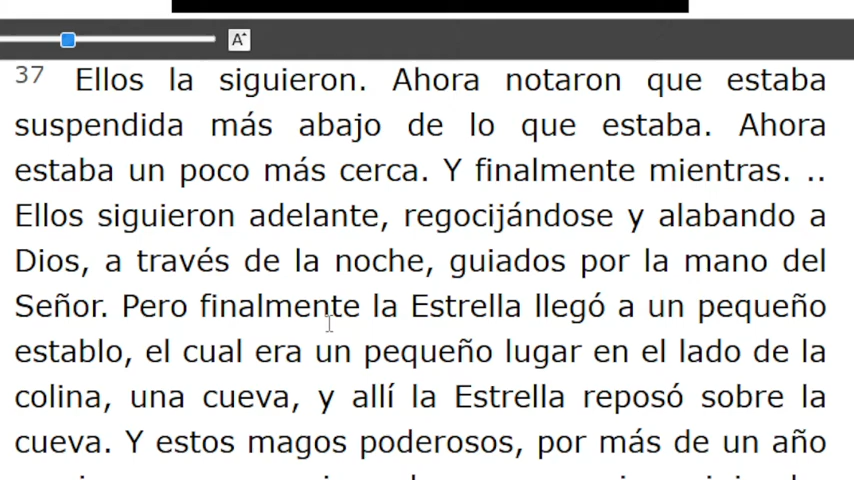 A
37 Ellos la siguieron. Ahora notaron que estaba
suspendida más abajo de lo que estaba. Ahora
estaba un poco más cerca. Y finalmente mientras. ..
Ellos siguieron adelante, regocijándose y alabando a
Dios, a través de la noche, guiados por la mano del
Señor. Pero finalmente la Estrella llegó a un pequeño
establo, el cual era un pequeño lugar en el lado de la
colina, una cueva, y allí la Estrella reposó sobre la
cueva. Y estos magos poderosos, por más de un año